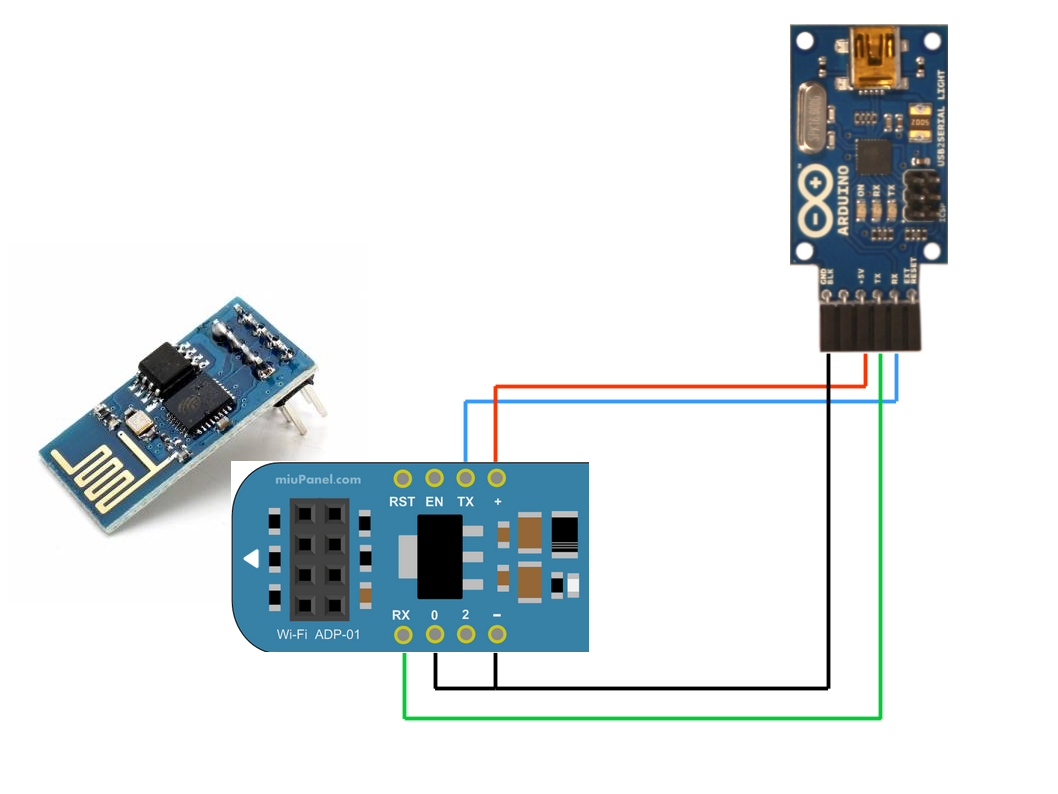 USB2SERIAL LIGHT
2005
ARDUINO
ON
RX
TX
ICSP
GND
BLK
+5V
TX
RX
EXT
RESET
miuPanel.com
RST EN TX +
RX 0 2 −
Wi-Fi ADP-01